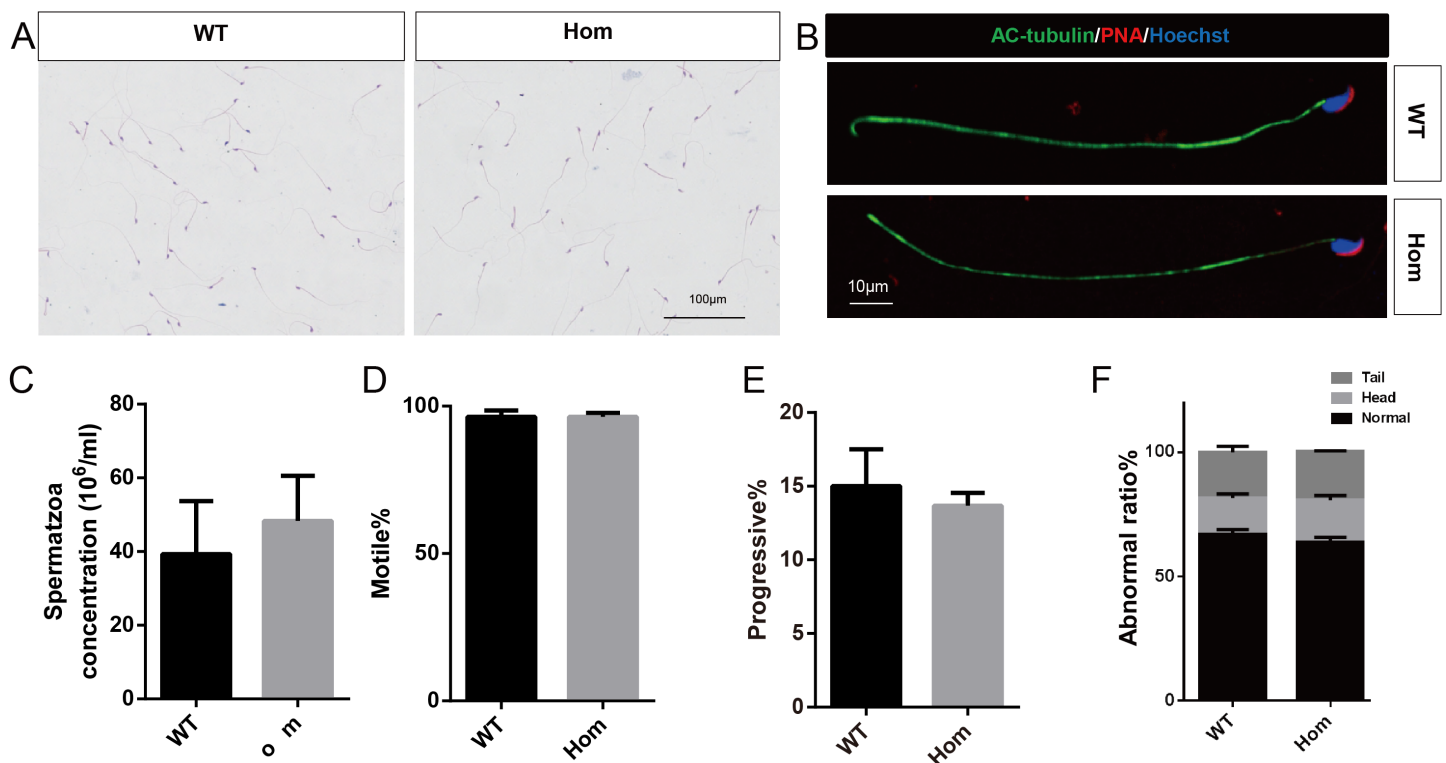 A
WT
Hom
100μm
B
AC-tubulin/PNA/Hoechst
WT
Hom
10μm
C
Spermatzoa
concentration (10⁶/ml)
80
60
40
20
0
WT
o m
D
Motile%
100
50
0
WT
Hom
E
Progressive%
20
15
10
5
0
WT
Hom
F
Tail
Head
Normal
Abnormal ratio%
100
50
0
WT
Hom